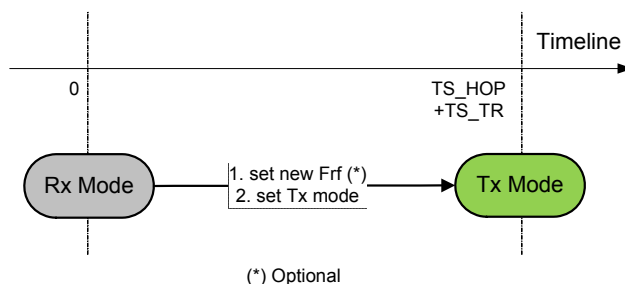 Timeline
0
TS_HOP
+TS_TR
Rx Mode
1. set new Frf (*)
2. set Tx mode
Tx Mode
(*) Optional